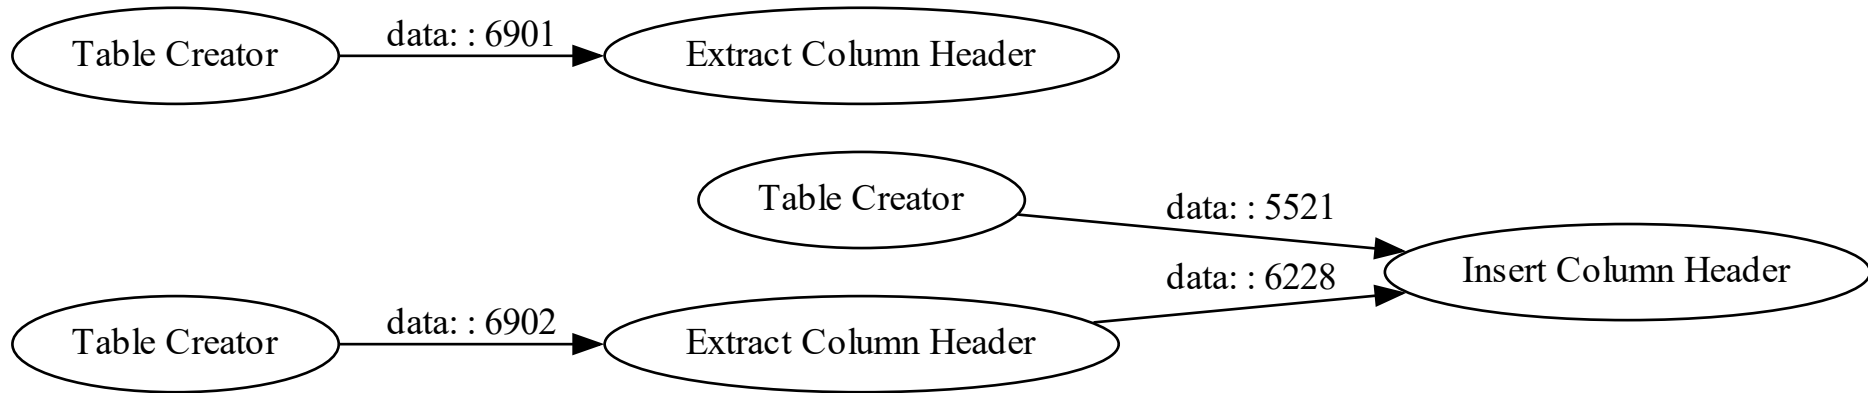 Table Creator
data: : 6901
Extract Column Header
Table Creator
data: : 5521
Insert Column Header
data: : 6228
Table Creator
data: : 6902
Extract Column Header